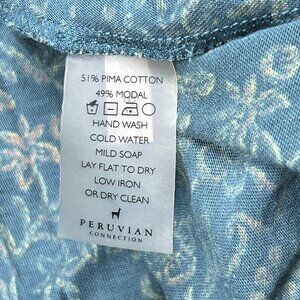 51% PIMA COTTON
49% MODAL
HAND WASH
COLD WATER
MILD SOAP
LAY FLAT TO DRY
LOW IRON
OR DRY CLEAN
PERUVIAN
CONNECTION